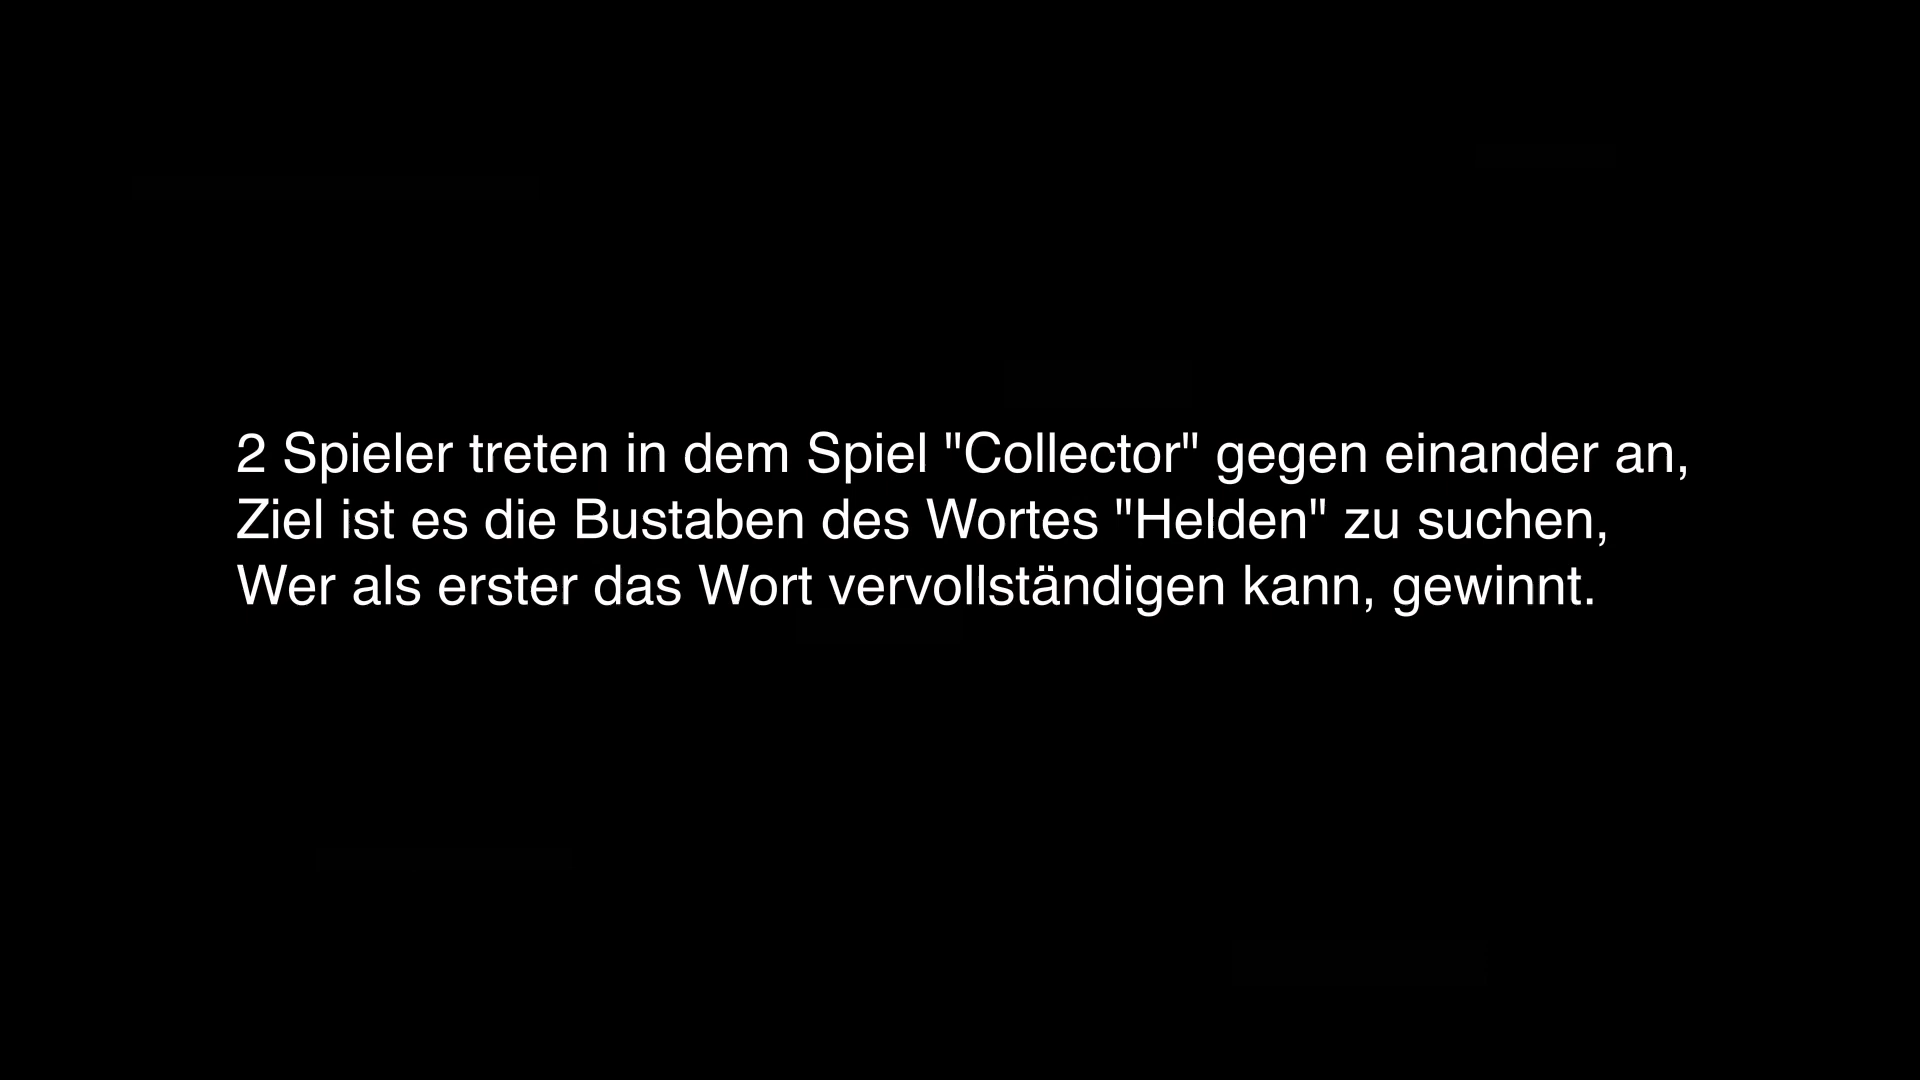 2 Spieler treten in dem Spiel "Collector" gegen einander an,
Ziel ist es die Bustaben des Wortes "Helden" zu suchen,
Wer als erster das Wort vervollständigen kann, gewinnt.